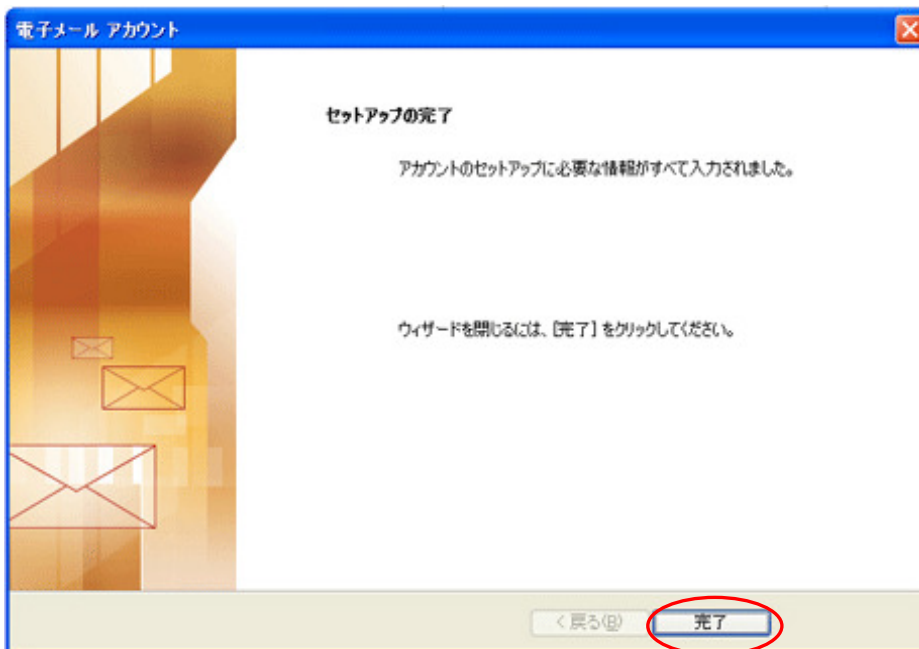 電子メール アカウント
セットアップの完了
アカウントのセットアップに必要な情報がすべて入力されました。
ウィザードを閉じるには、[完了] をクリックしてください。
< 戻る(B)
完了